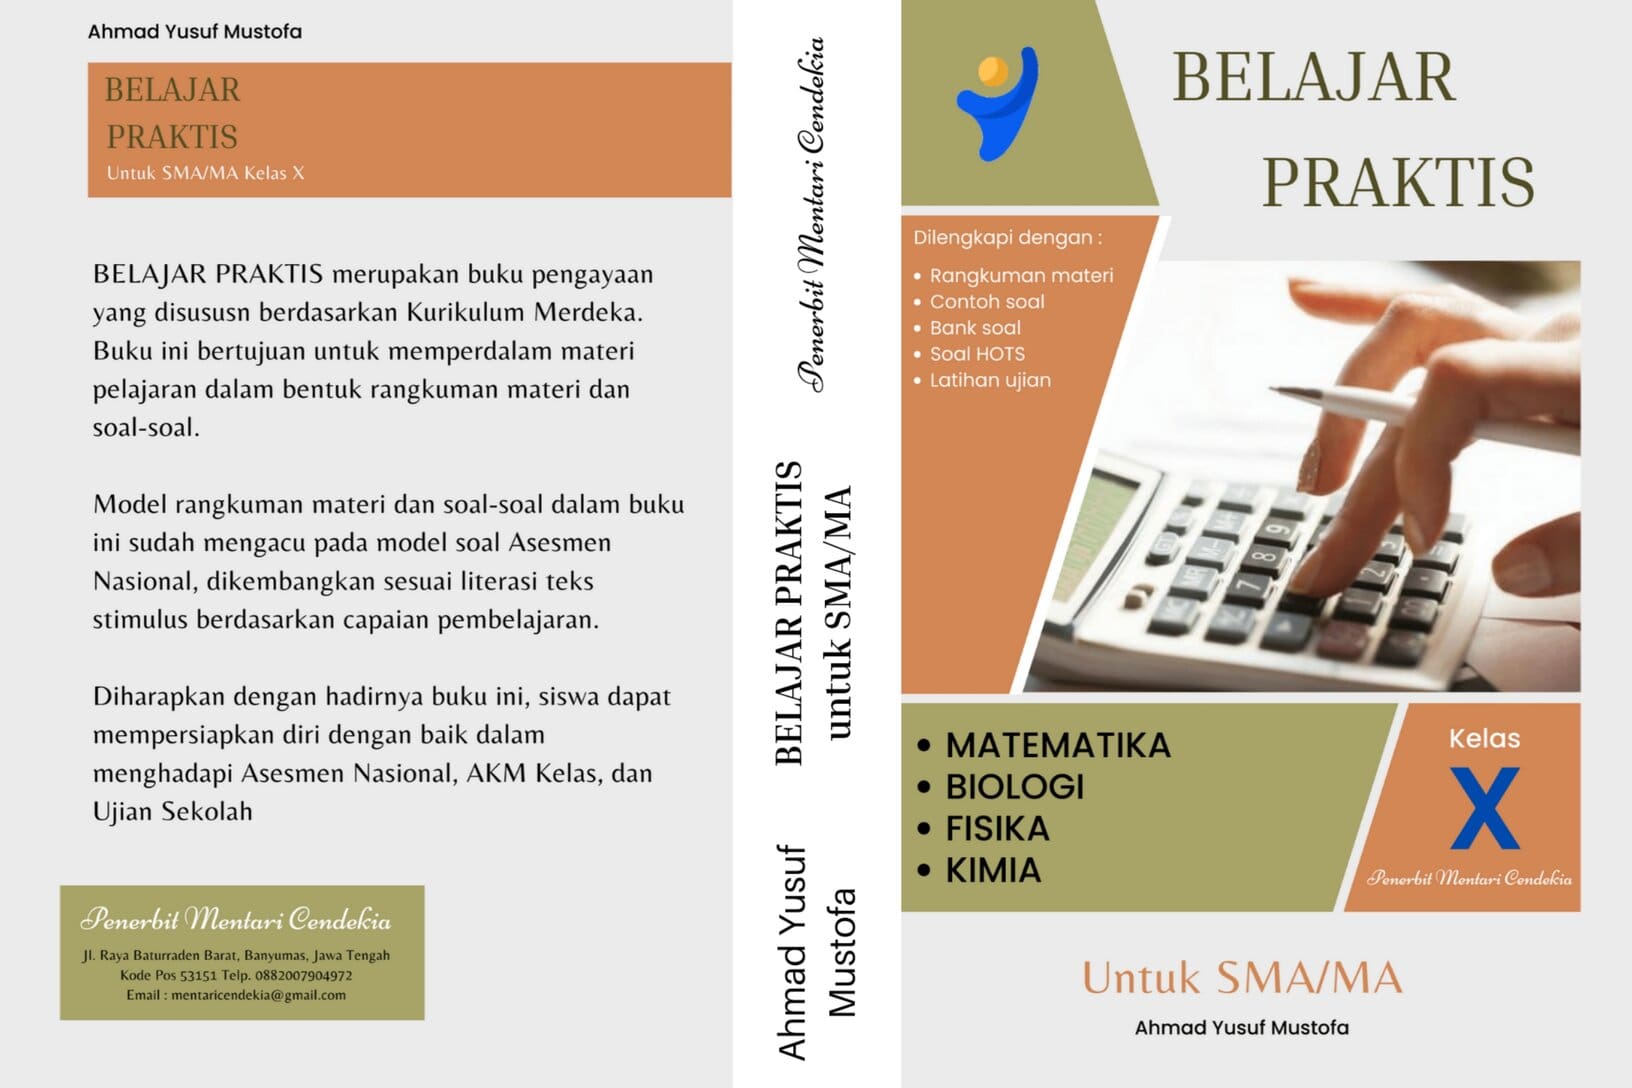 Ahmad Yusuf Mustofa
BELAJAR
PRAKTIS
Untuk SMA/MA Kelas X
BELAJAR PRAKTIS merupakan buku pengayaan
yang disususn berdasarkan Kurikulum Merdeka.
Buku ini bertujuan untuk memperdalam materi
pelajaran dalam bentuk rangkuman materi dan
soal-soal.
Model rangkuman materi dan soal-soal dalam buku
ini sudah mengacu pada model soal Asesmen
Nasional, dikembangkan sesuai literasi teks
stimulus berdasarkan capaian pembelajaran.
Diharapkan dengan hadirnya buku ini, siswa dapat
mempersiapkan diri dengan baik dalam
menghadapi Asesmen Nasional, AKM Kelas, dan
Ujian Sekolah
Penerbit Mentari Cendekia
Jl. Raya Baturraden Barat, Banyumas, Jawa Tengah
Kode Pos 53151 Telp. 0882007904972
Email : mentaricendekia@gmail.com
Penerbit Mentari Cendekia
BELAJAR PRAKTIS
untuk SMA/MA
Ahmad Yusuf
Mustofa
BELAJAR
PRAKTIS
Dilengkapi dengan :
• Rangkuman materi
• Contoh soal
• Bank soal
• Soal HOTS
• Latihan ujian
• MATEMATIKA
• BIOLOGI
• FISIKA
• KIMIA
Kelas
X
Penerbit Mentari Cendekia
Untuk SMA/MA
Ahmad Yusuf Mustofa